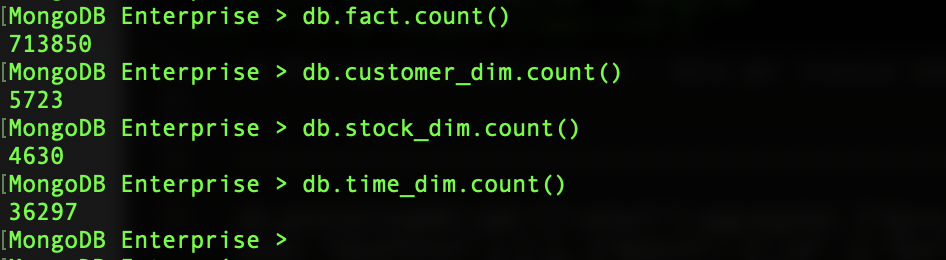 [MongoDB Enterprise > db.fact.count()
713850
[MongoDB Enterprise > db.customer_dim.count()
5723
[MongoDB Enterprise > db.stock_dim.count()
4630
[MongoDB Enterprise > db.time_dim.count()
36297
[MongoDB Enterprise >